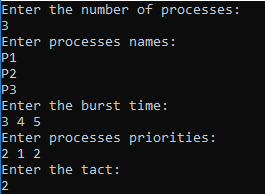 Enter the number of processes:
3
Enter processes names:
P1
P2
P3
Enter the burst time:
3 4 5
Enter processes priorities:
2 1 2
Enter the tact:
2